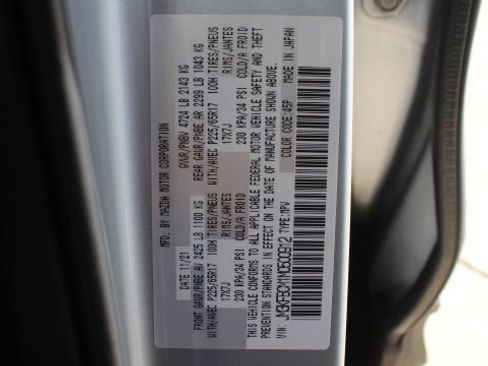 MFD. BY MAZDA MOTOR CORPORATION
DATE 11/21 GVWR/PNBV 4724 LB 2143 KG
FRONT GAWR/PNBE AV 2425 LB 1100 KG REAR GAWR/PNBE AR 2299 LB 1043 KG
WITH/AVEC P225/65R17 100H TIRES/PNEUS WITH/AVEC P225/65R17 100H TIRES/PNEUS
17X7J RIMS/JANTES 17X7J RIMS/JANTES
230 KPA/34 PSI COLD/A FROID 230 KPA/34 PSI COLD/A FROID
THIS VEHICLE CONFORMS TO ALL APPLICABLE FEDERAL MOTOR VEHICLE SAFETY AND THEFT
PREVENTION STANDARDS IN EFFECT ON THE DATE OF MANUFACTURE SHOWN ABOVE.
COLOR CODE: 45P MADE IN JAPAN
VIN: TYPE:MPV